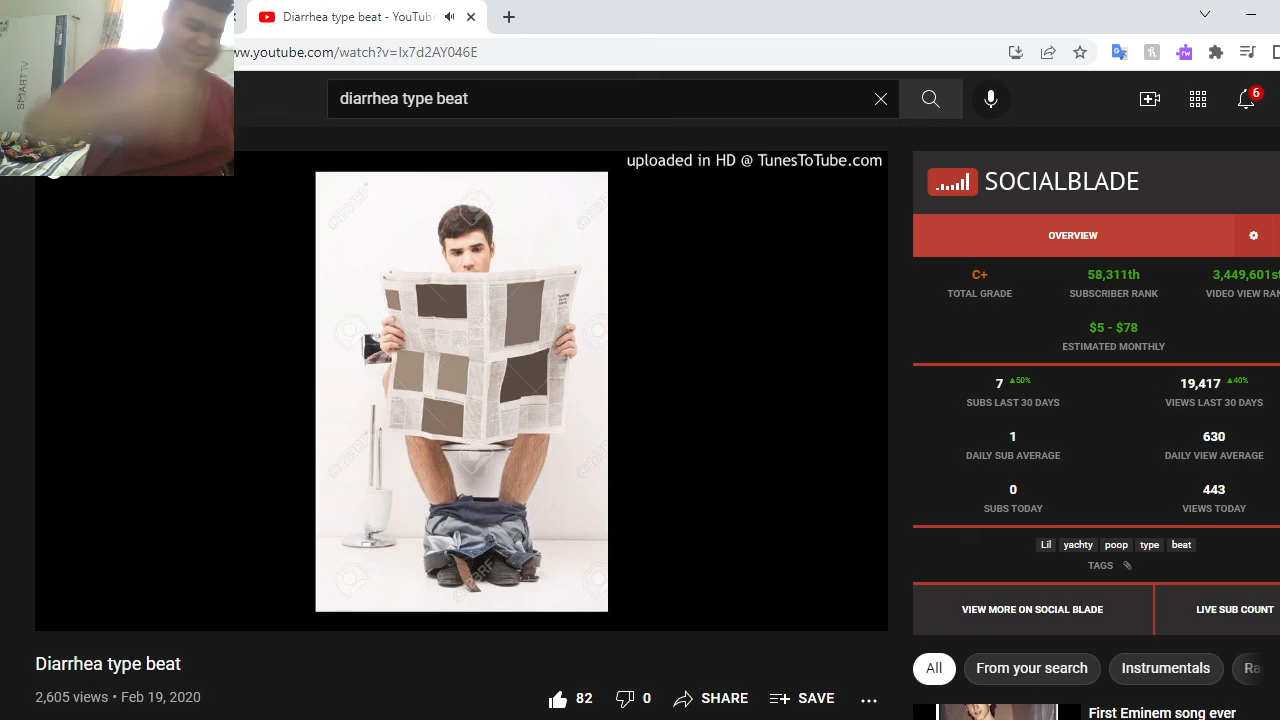 Diarrhea type beat - YouTube
ww.youtube.com/watch?v=Ix7d2AY046E
SMART TV
diarrhea type beat
6
uploaded in HD @ TunesToTube.com
SOCIALBLADE
OVERVIEW
C+ 58,311th 3,449,601st
TOTAL GRADE SUBSCRIBER RANK VIDEO VIEW RAN
$5 - $78
ESTIMATED MONTHLY
7 ▲50% 19,417 ▲40%
SUBS LAST 30 DAYS VIEWS LAST 30 DAYS
1 630
DAILY SUB AVERAGE DAILY VIEW AVERAGE
0 443
SUBS TODAY VIEWS TODAY
Lil yachty poop type beat
TAGS
VIEW MORE ON SOCIAL BLADE LIVE SUB COUNT
Diarrhea type beat
2,605 views • Feb 19, 2020
82 0 SHARE SAVE
All From your search Instrumentals Ra
First Eminem song ever